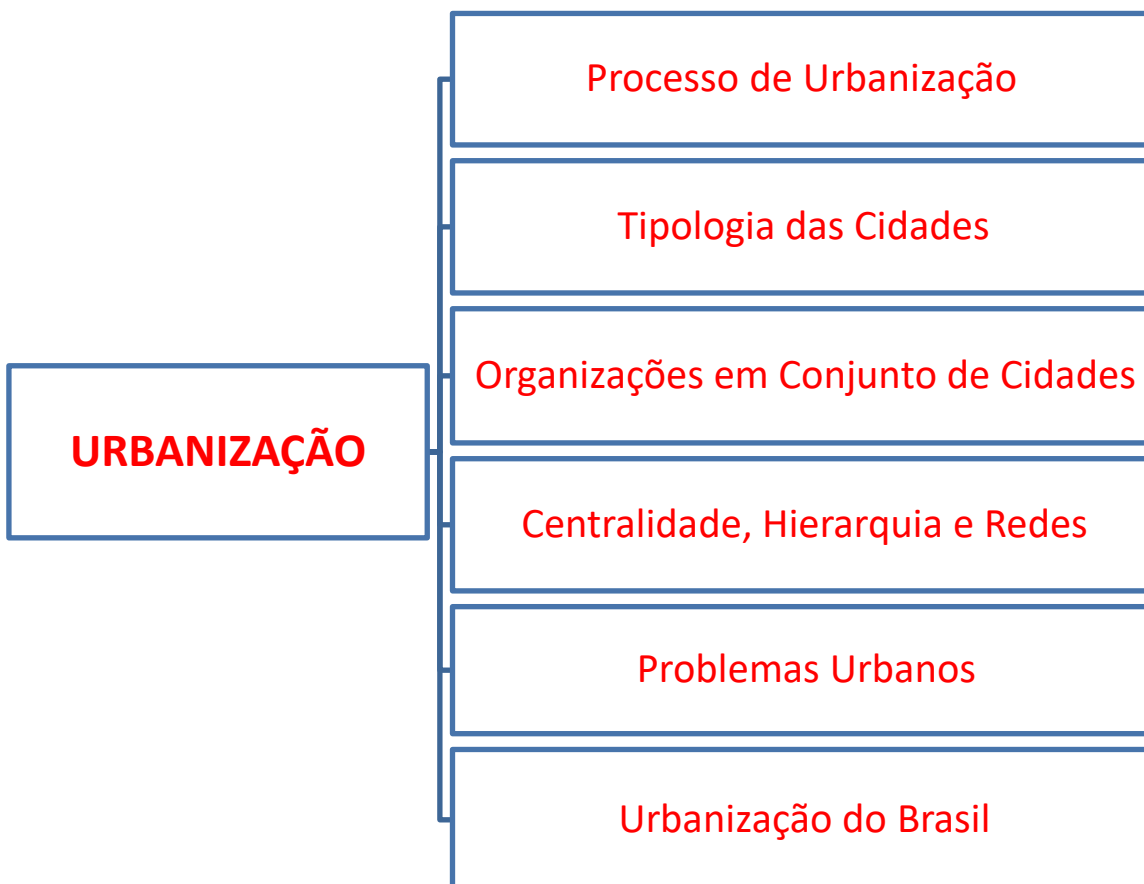 URBANIZAÇÃO
Processo de Urbanização
Tipologia das Cidades
Organizações em Conjunto de Cidades
Centralidade, Hierarquia e Redes
Problemas Urbanos
Urbanização do Brasil